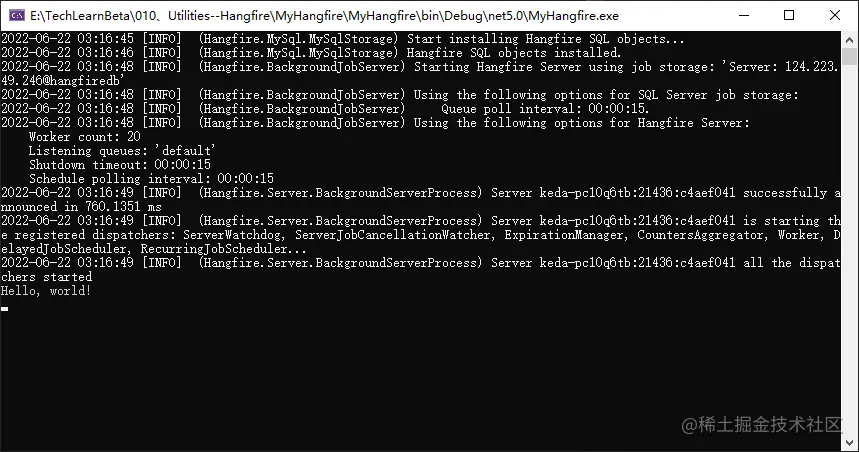 E:\TechLearnBeta\010、Utilities--Hangfire\MyHangfire\MyHangfire\bin\Debug\net5.0\MyHangfire.exe
2022-06-22 03:16:45 [INFO]  (Hangfire.MySql.MySqlStorage) Start installing Hangfire SQL objects...
2022-06-22 03:16:46 [INFO]  (Hangfire.MySql.MySqlStorage) Hangfire SQL objects installed.
2022-06-22 03:16:48 [INFO]  (Hangfire.BackgroundJobServer) Starting Hangfire Server using job storage: 'Server: 124.223.
49.246@hangfiredb'
2022-06-22 03:16:48 [INFO]  (Hangfire.BackgroundJobServer) Using the following options for SQL Server job storage:
2022-06-22 03:16:48 [INFO]  (Hangfire.BackgroundJobServer)     Queue poll interval: 00:00:15.
2022-06-22 03:16:48 [INFO]  (Hangfire.BackgroundJobServer) Using the following options for Hangfire Server:
    Worker count: 20
    Listening queues: 'default'
    Shutdown timeout: 00:00:15
    Schedule polling interval: 00:00:15
2022-06-22 03:16:49 [INFO]  (Hangfire.Server.BackgroundServerProcess) Server keda-pc10q6tb:21436:c4aef041 successfully a
nnounced in 760.1351 ms
2022-06-22 03:16:49 [INFO]  (Hangfire.Server.BackgroundServerProcess) Server keda-pc10q6tb:21436:c4aef041 is starting th
e registered dispatchers: ServerWatchdog, ServerJobCancellationWatcher, ExpirationManager, CountersAggregator, Worker, D
elayedJobScheduler, RecurringJobScheduler...
2022-06-22 03:16:49 [INFO]  (Hangfire.Server.BackgroundServerProcess) Server keda-pc10q6tb:21436:c4aef041 all the dispat
chers started
Hello, world!
@稀土掘金技术社区